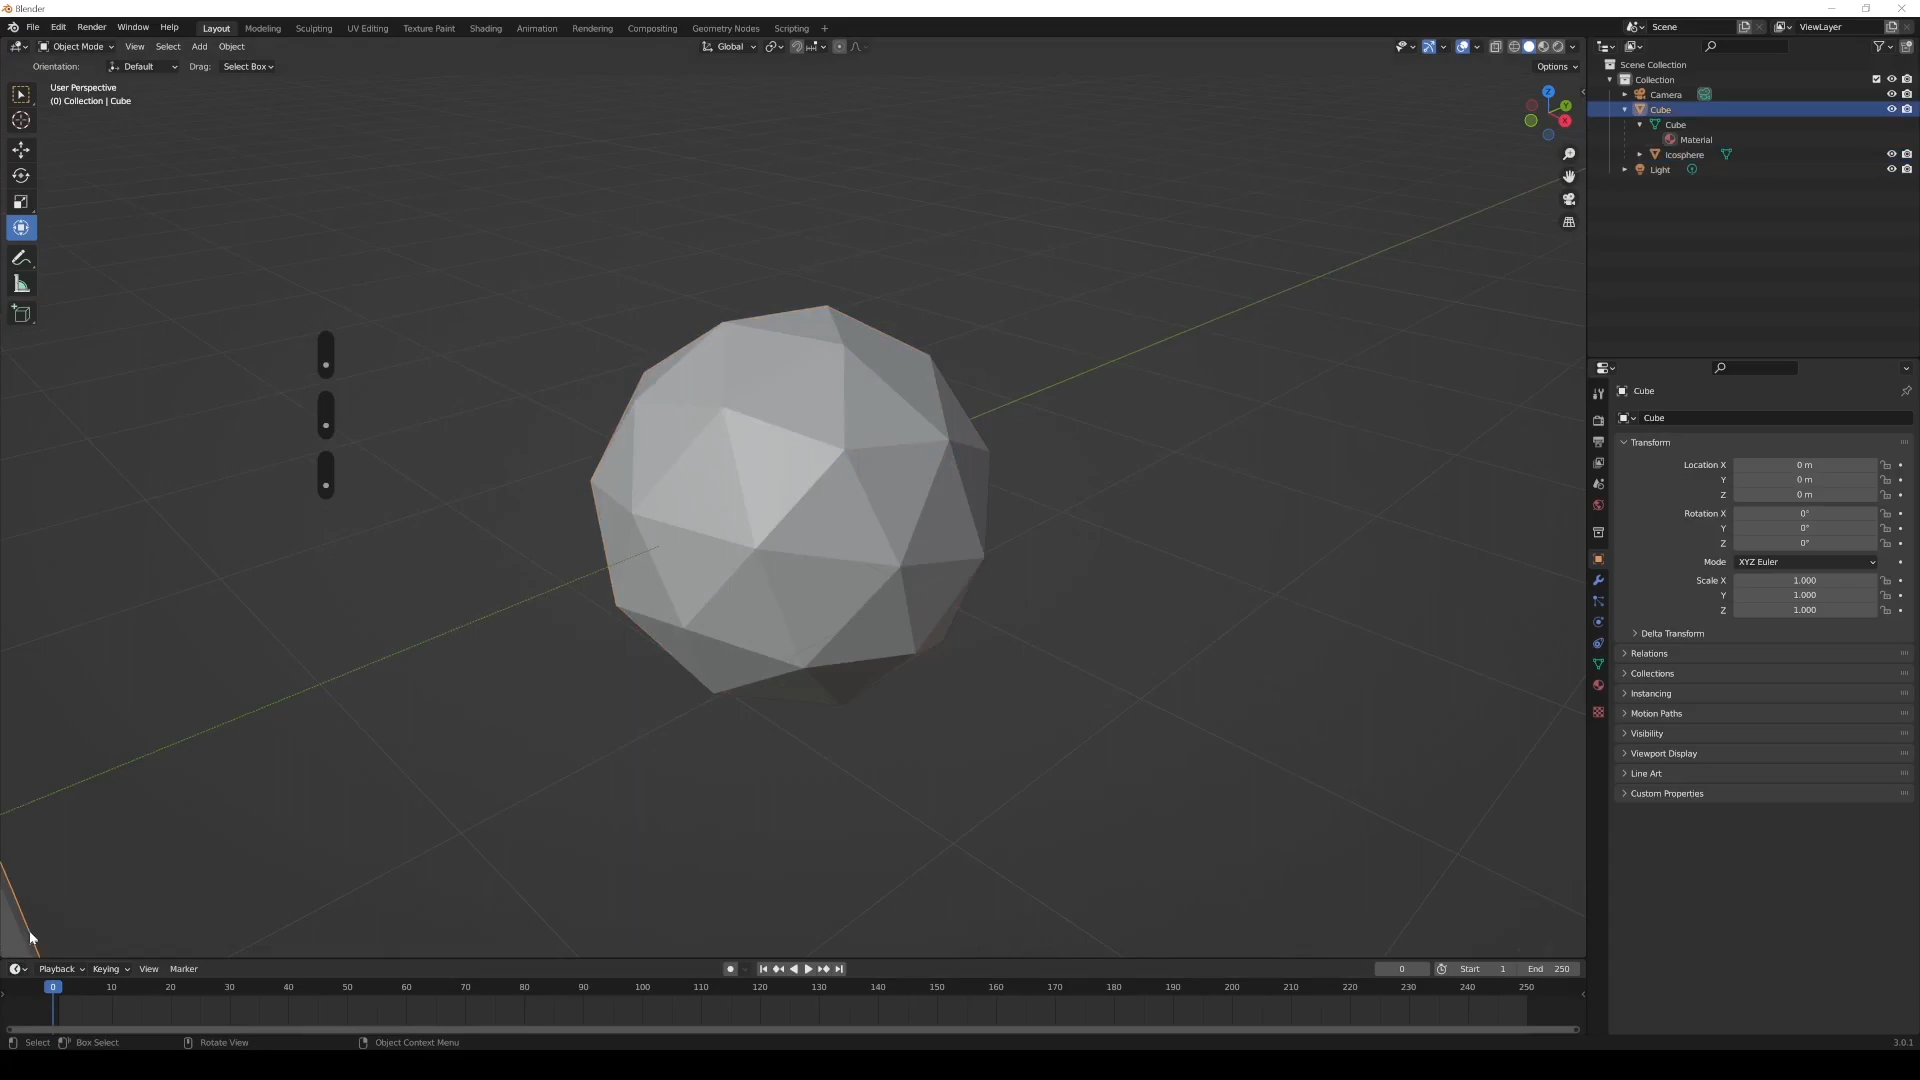 Blender
File Edit Render Window Help Layout Modeling Sculpting UV Editing Texture Paint Shading Animation Rendering Compositing Geometry Nodes Scripting + Scene ViewLayer
Object Mode View Select Add Object Global
Orientation: Default Drag: Select Box Options
User Perspective
(0) Collection | Cube
Z
Y
X
Scene Collection
Collection
Camera
Cube
Cube
Material
Icosphere
Light
Cube
Cube
Transform
Location X 0 m
Y 0 m
Z 0 m
Rotation X 0°
Y 0°
Z 0°
Mode XYZ Euler
Scale X 1.000
Y 1.000
Z 1.000
Delta Transform
Relations
Collections
Instancing
Motion Paths
Visibility
Viewport Display
Line Art
Custom Properties
Playback Keying View Marker 0 Start 1 End 250
0 10 20 30 40 50 60 70 80 90 100 110 120 130 140 150 160 170 180 190 200 210 220 230 240 250
Select Box Select Rotate View Object Context Menu 3.0.1